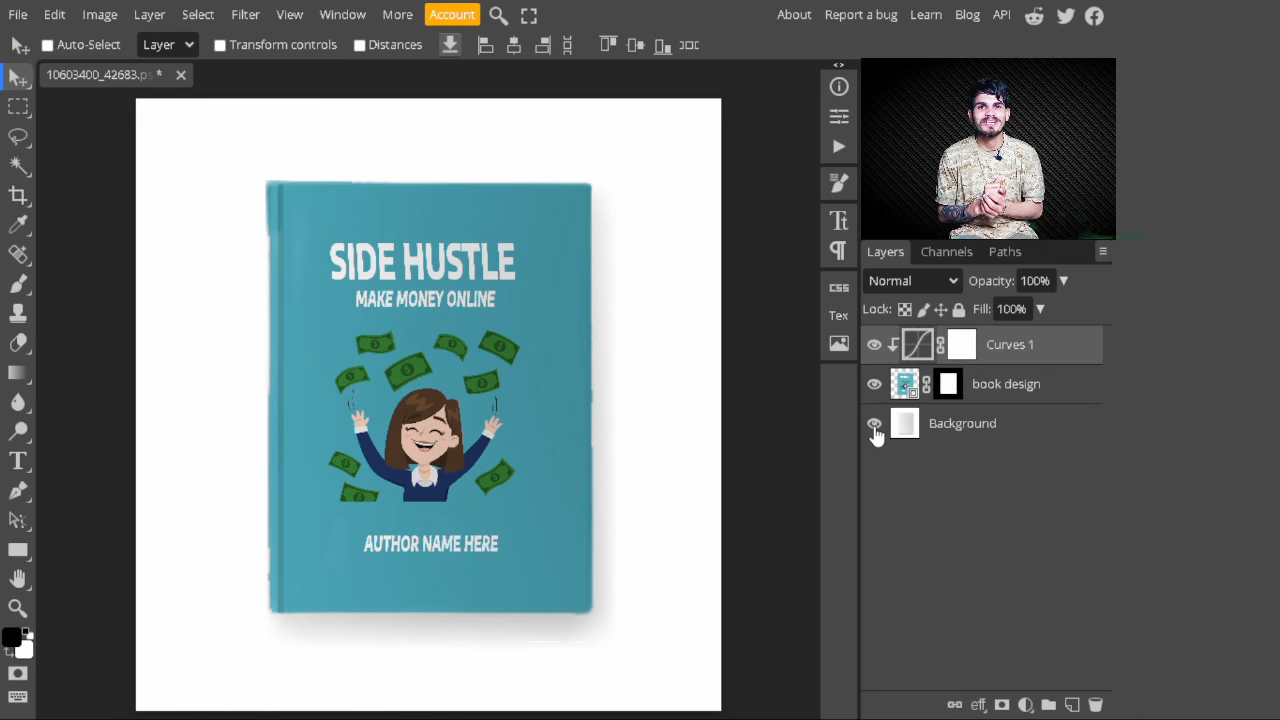 File Edit Image Layer Select Filter View Window More Account About Report a bug Learn Blog API
Auto-Select Layer Transform controls Distances
10603400_42683.ps *
SIDE HUSTLE
MAKE MONEY ONLINE
AUTHOR NAME HERE
CSS
Tex
Layers Channels Paths
Normal Opacity: 100%
Lock: Fill: 100%
Curves 1
book design
Background
eff